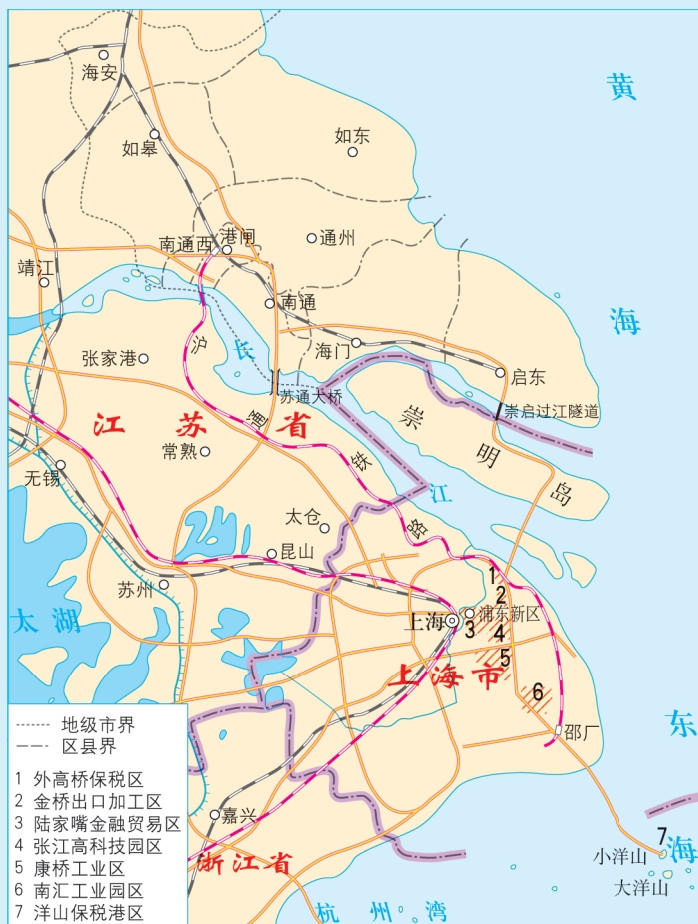 黄
海
海安
如皋
如东
南通西
港闸
通州
靖江
南通
张家港
海门
启东
长
江
苏通大桥
崇启过江隧道
江苏省
崇明岛
常熟
沪通铁路
无锡
太仓
昆山
苏州
太湖
上海
浦东新区
1
2
3
4
5
6
上海市
邵厂
东
海
7
小洋山
大洋山
嘉兴
浙江省
杭州湾
地级市界
区县界
1 外高桥保税区
2 金桥出口加工区
3 陆家嘴金融贸易区
4 张江高科技园区
5 康桥工业区
6 南汇工业园区
7 洋山保税港区